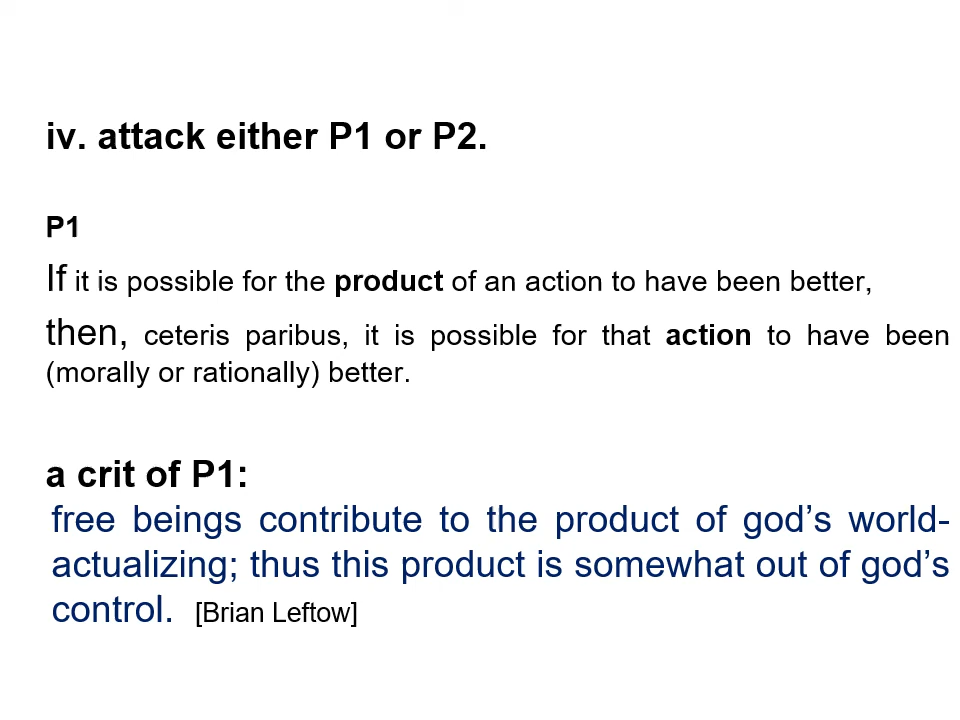 iv. attack either P1 or P2.
P1
If it is possible for the product of an action to have been better,
then, ceteris paribus, it is possible for that action to have been
(morally or rationally) better.
a crit of P1:
free beings contribute to the product of god’s world-
actualizing; thus this product is somewhat out of god’s
control. [Brian Leftow]